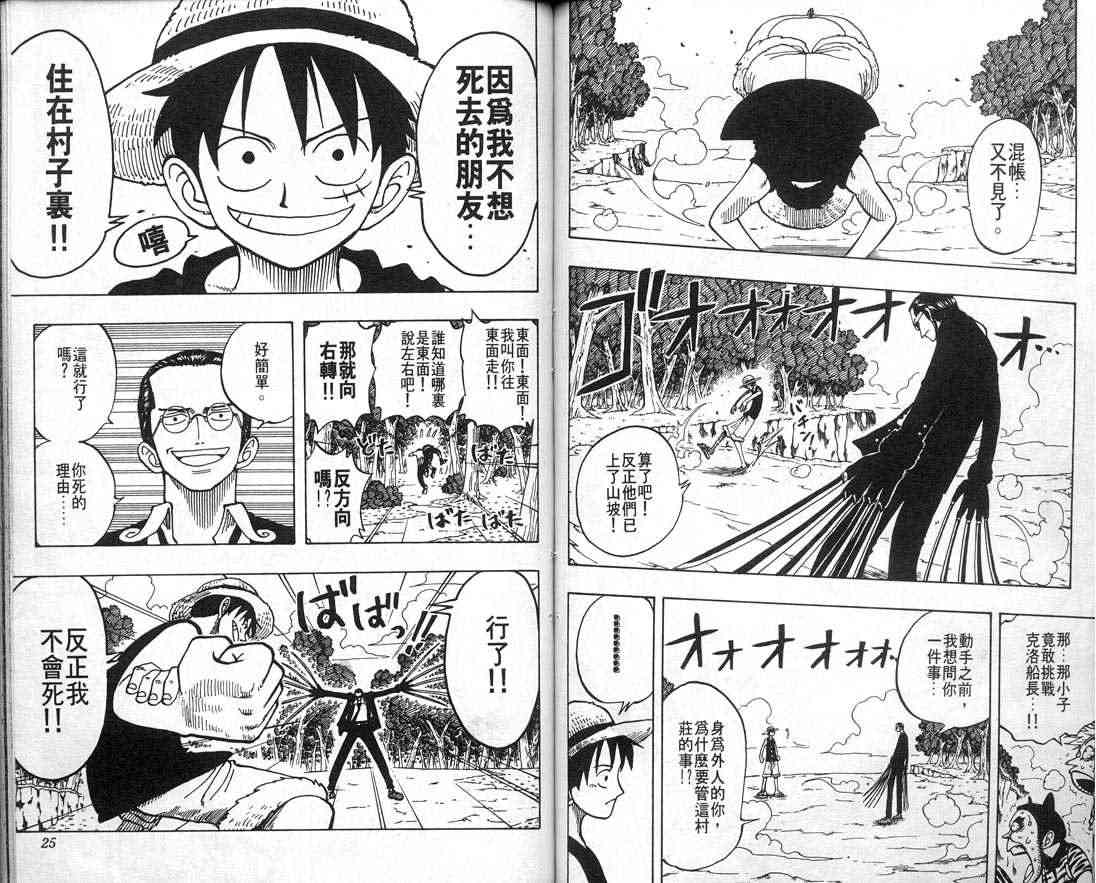 混帳…
又不見了。
ゴオオオオオオ
算了吧！
反正他們已
上了山坡！
ドキン
那…那小子
竟敢挑戰
克洛船長…!!
動手之前，
我想問你
一件事…
オオオオオオ
身爲外人的你，
爲什麼要管這村
莊的事!?
因爲我不想
死去的朋友…
住在村子裏!!
嘻
東面！東面！
我叫你往
東面走!!
誰知道哪裏
是東面！
說左右吧！
那就向
右轉!!
反方向
嗎!?
どたどた
ばたばた
ばたばた
好簡單。
這就行了
嗎？
你死的
理由……
行了!!
ばばっ!!
反正我
不會死!!
25